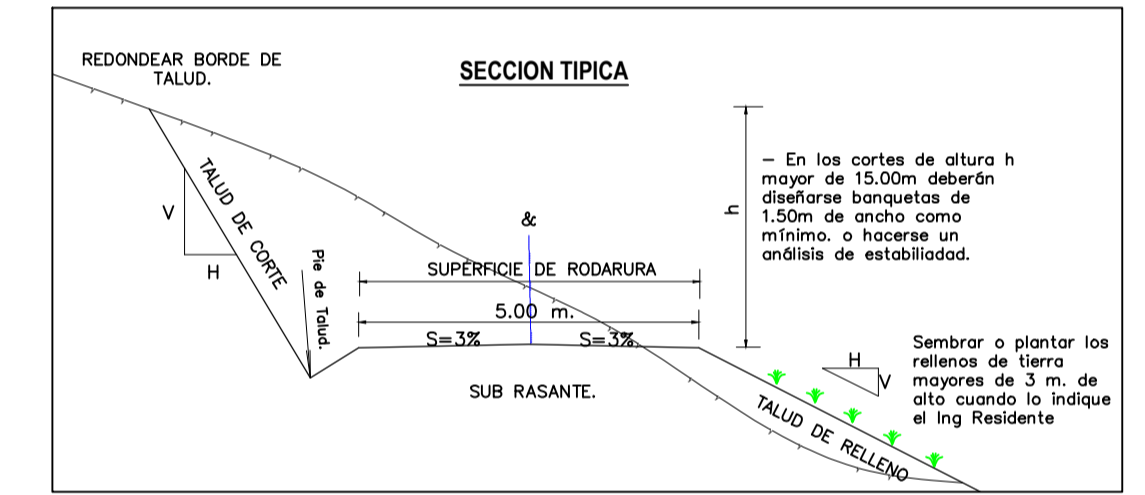 REDONDEAR BORDE DE
TALUD.
SECCION TIPICA
TALUD DE CORTE
V
H
Pie de Talud.
&
SUPERFICIE DE RODARURA
5.00 m.
S=3%
S=3%
SUB RASANTE.
h
– En los cortes de altura h
mayor de 15.00m deberán
diseñarse banquetas de
1.50m de ancho como
mínimo. o hacerse un
análisis de estabiliadad.
H
V
Sembrar o plantar los
rellenos de tierra
mayores de 3 m. de
alto cuando lo indique
el Ing Residente
TALUD DE RELLENO